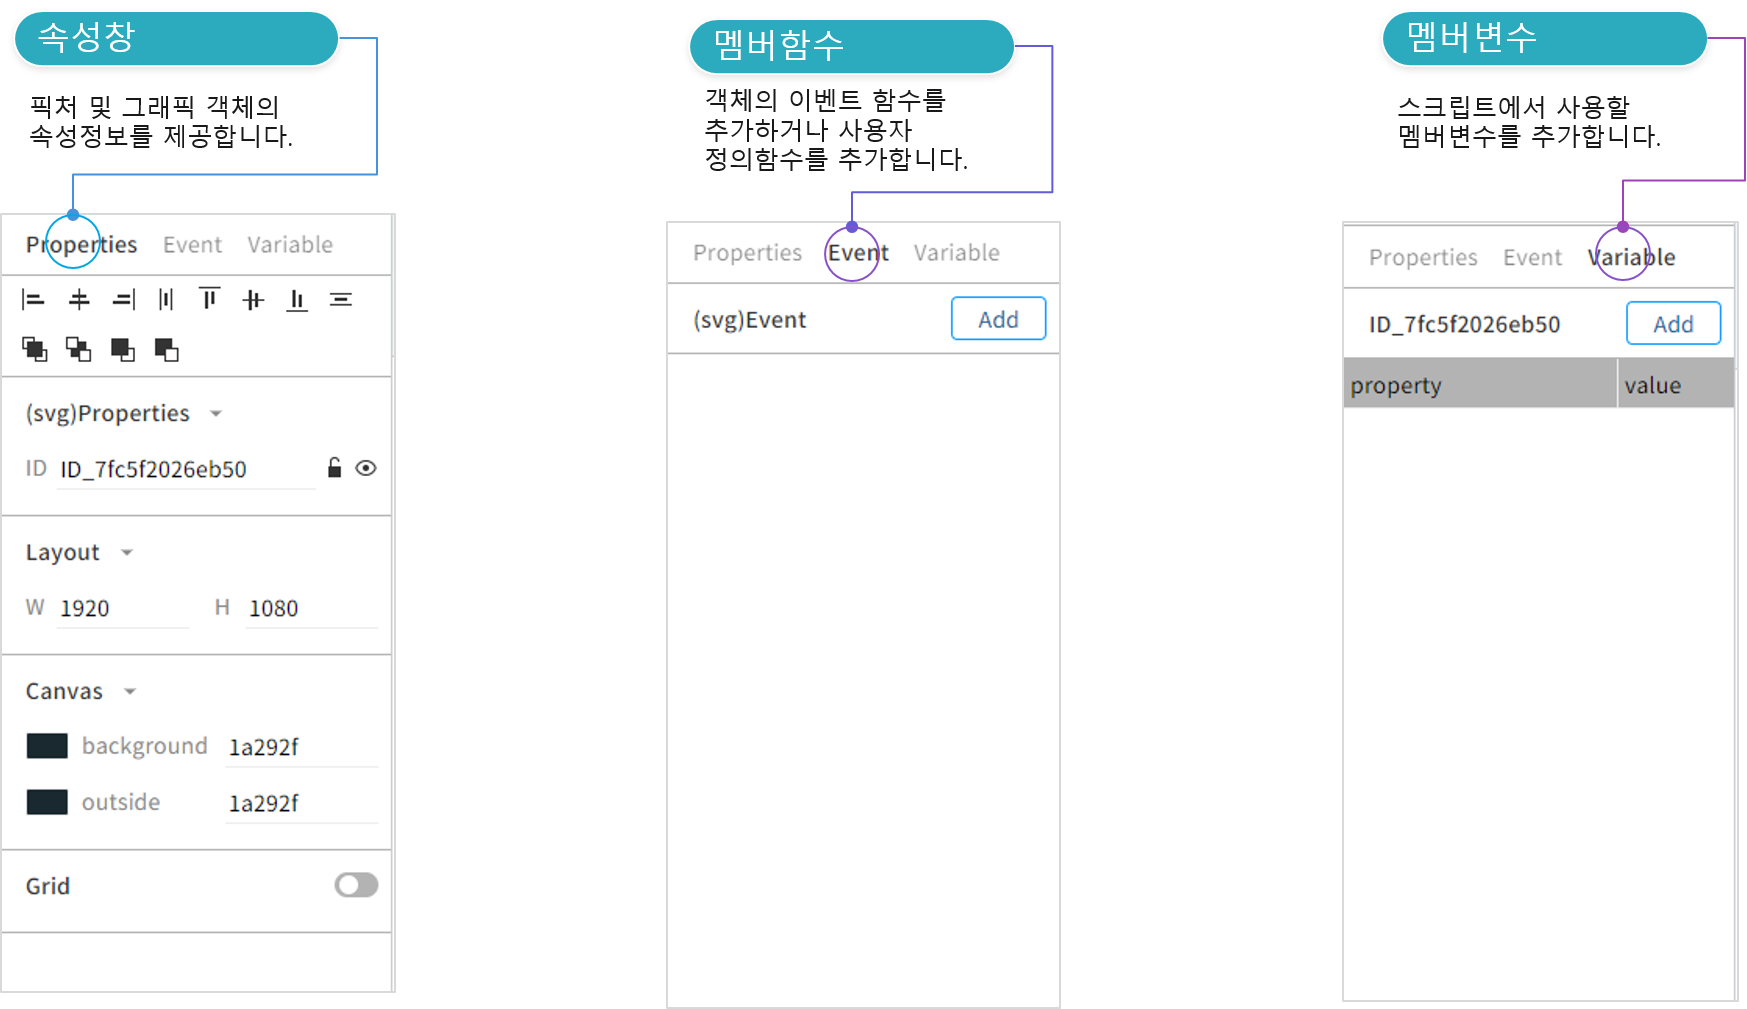 속성창
픽처 및 그래픽 객체의
속성정보를 제공합니다.
Properties Event Variable
(svg)Properties
ID ID_7fc5f2026eb50
Layout
W 1920 H 1080
Canvas
background 1a292f
outside 1a292f
Grid
멤버함수
객체의 이벤트 함수를
추가하거나 사용자
정의함수를 추가합니다.
Properties Event Variable
(svg)Event Add
멤버변수
스크립트에서 사용할
멤버변수를 추가합니다.
Properties Event Variable
ID_7fc5f2026eb50 Add
property value